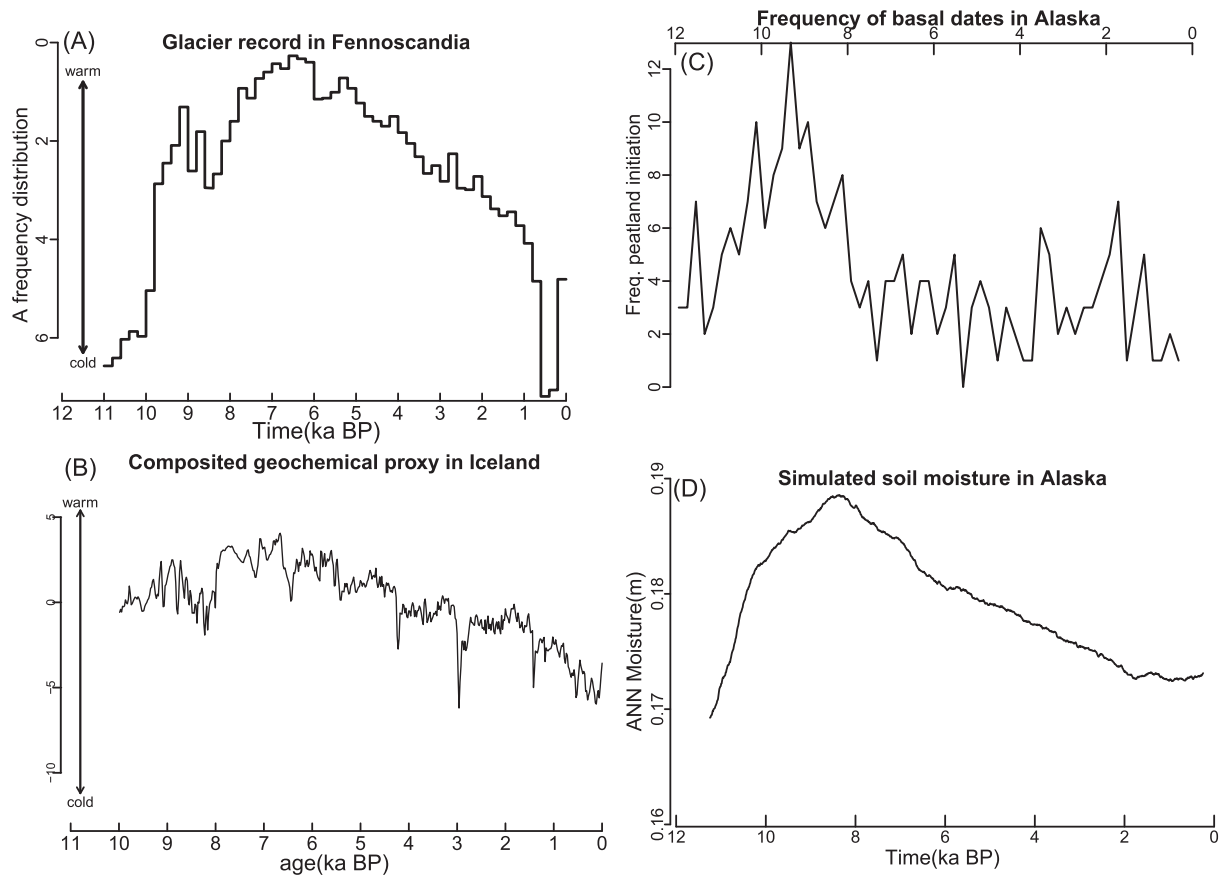 (A)
Glacier record in Fennoscandia
warm
cold
A frequency distribution
0
2
4
6
12 11 10 9 8 7 6 5 4 3 2 1 0
Time(ka BP)
(B)
Composited geochemical proxy in Iceland
warm
cold
5
0
−5
−10
11 10 9 8 7 6 5 4 3 2 1 0
age(ka BP)
Frequency of basal dates in Alaska
12 10 8 6 4 2 0
(C)
Freq. peatland initiation
12
10
8
6
4
2
0
Simulated soil moisture in Alaska
(D)
ANN Moisture(m)
0.19
0.18
0.17
0.16
12 10 8 6 4 2 0
Time(ka BP)